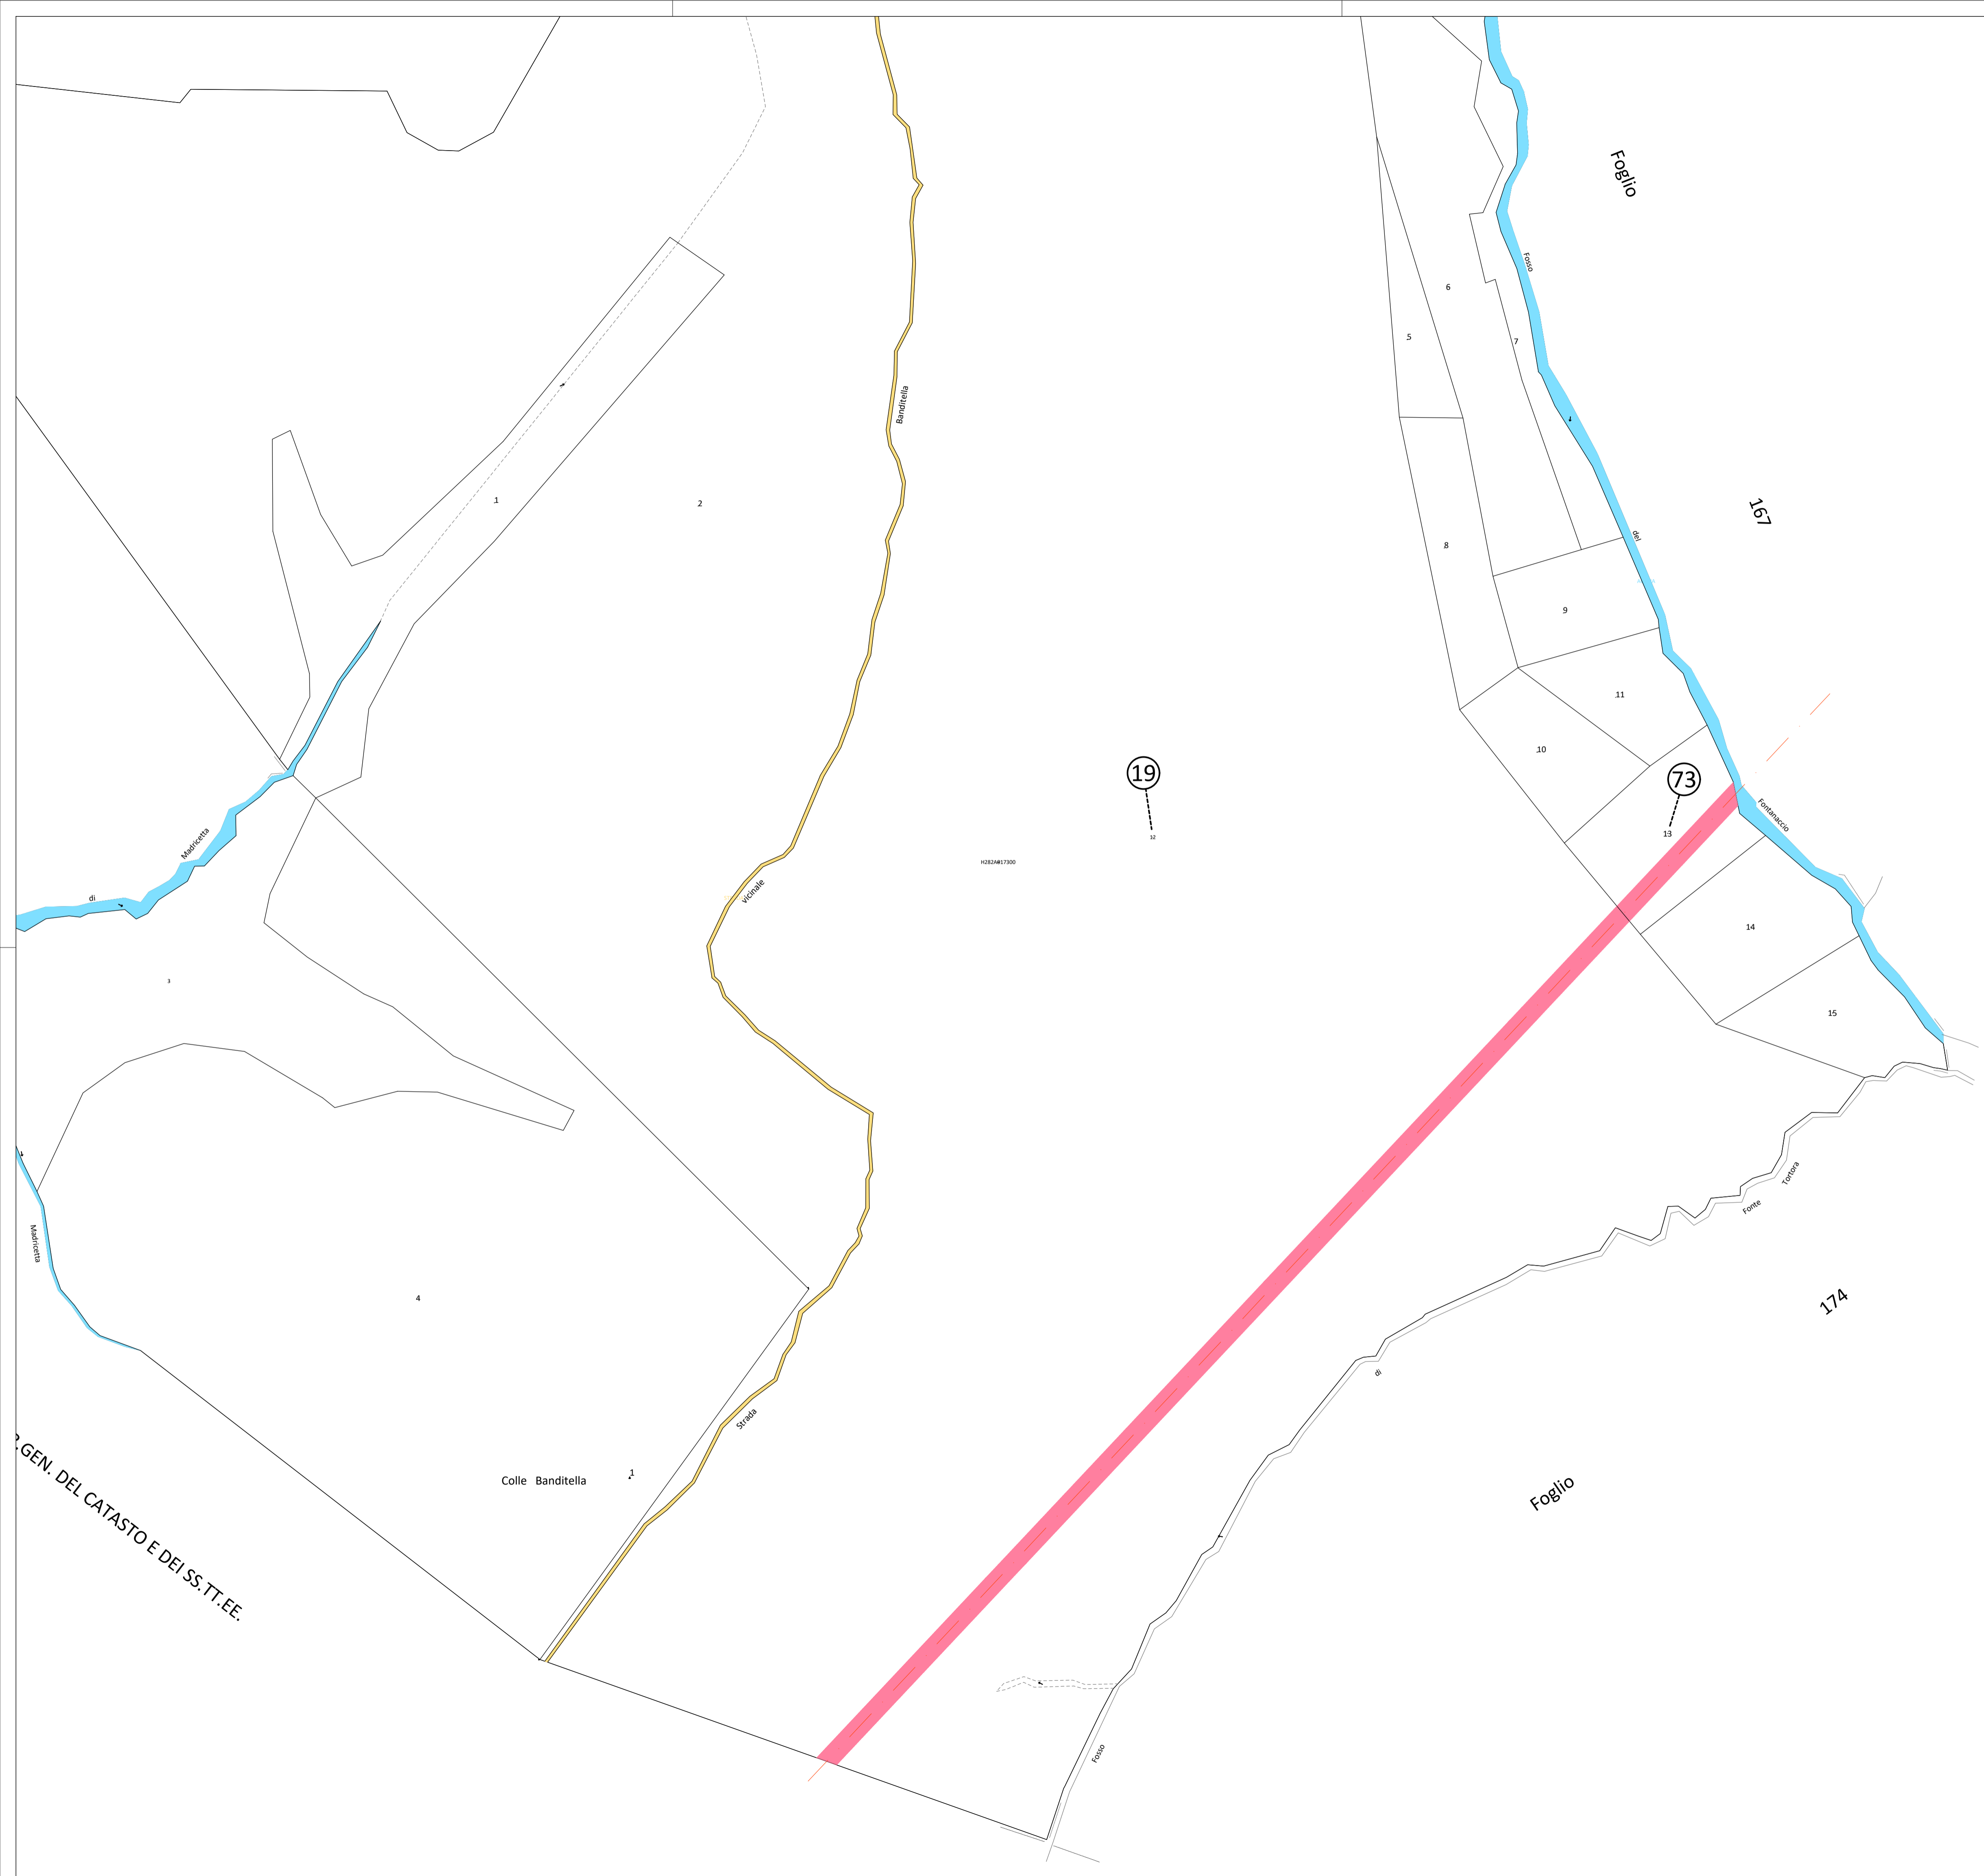 Foglio
Fosso
6
5
7
Banditella
1
2
167
8
del
9
11
10
19
73
12
13
Fontanaccio
H282A017300
Madricetta
vicinale
di
14
3
15
Tortora
Fonte
Madricetta
4
174
di
Strada
1
Colle Banditella
Foglio
.GEN. DEL CATASTO E DEI SS.TT.EE.
Fosso